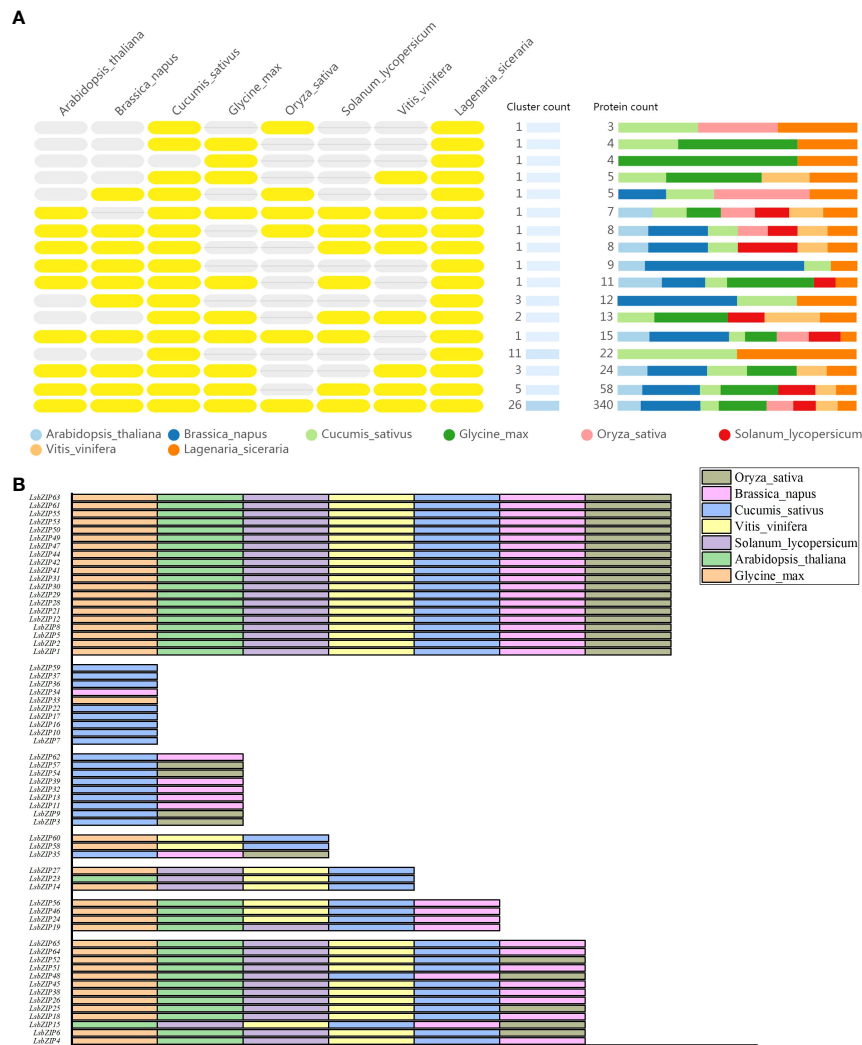 A
Arabidopsis_thaliana
Brassica_napus
Cucumis_sativus
Glycine_max
Oryza_sativa
Solanum_lycopersicum
Vitis_vinifera
Lagenaria_siceraria
Cluster count Protein count
1 3
1 4
1 4
1 5
1 5
1 7
1 8
1 8
1 9
1 11
3 12
2 13
1 15
11 22
3 24
5 58
26 340
Arabidopsis_thaliana Brassica_napus Cucumis_sativus Glycine_max Oryza_sativa Solanum_lycopersicum
Vitis_vinifera Lagenaria_siceraria
B
Oryza_sativa
Brassica_napus
Cucumis_sativus
Vitis_vinifera
Solanum_lycopersicum
Arabidopsis_thaliana
Glycine_max
LsbZIP63
LsbZIP61
LsbZIP55
LsbZIP53
LsbZIP50
LsbZIP49
LsbZIP47
LsbZIP44
LsbZIP42
LsbZIP41
LsbZIP31
LsbZIP30
LsbZIP29
LsbZIP28
LsbZIP21
LsbZIP12
LsbZIP8
LsbZIP5
LsbZIP2
LsbZIP1
LsbZIP59
LsbZIP37
LsbZIP36
LsbZIP34
LsbZIP33
LsbZIP22
LsbZIP17
LsbZIP16
LsbZIP10
LsbZIP7
LsbZIP62
LsbZIP57
LsbZIP54
LsbZIP39
LsbZIP32
LsbZIP13
LsbZIP11
LsbZIP9
LsbZIP3
LsbZIP60
LsbZIP58
LsbZIP35
LsbZIP27
LsbZIP23
LsbZIP14
LsbZIP56
LsbZIP46
LsbZIP24
LsbZIP19
LsbZIP65
LsbZIP64
LsbZIP52
LsbZIP51
LsbZIP48
LsbZIP45
LsbZIP38
LsbZIP26
LsbZIP25
LsbZIP18
LsbZIP15
LsbZIP6
LsbZIP4